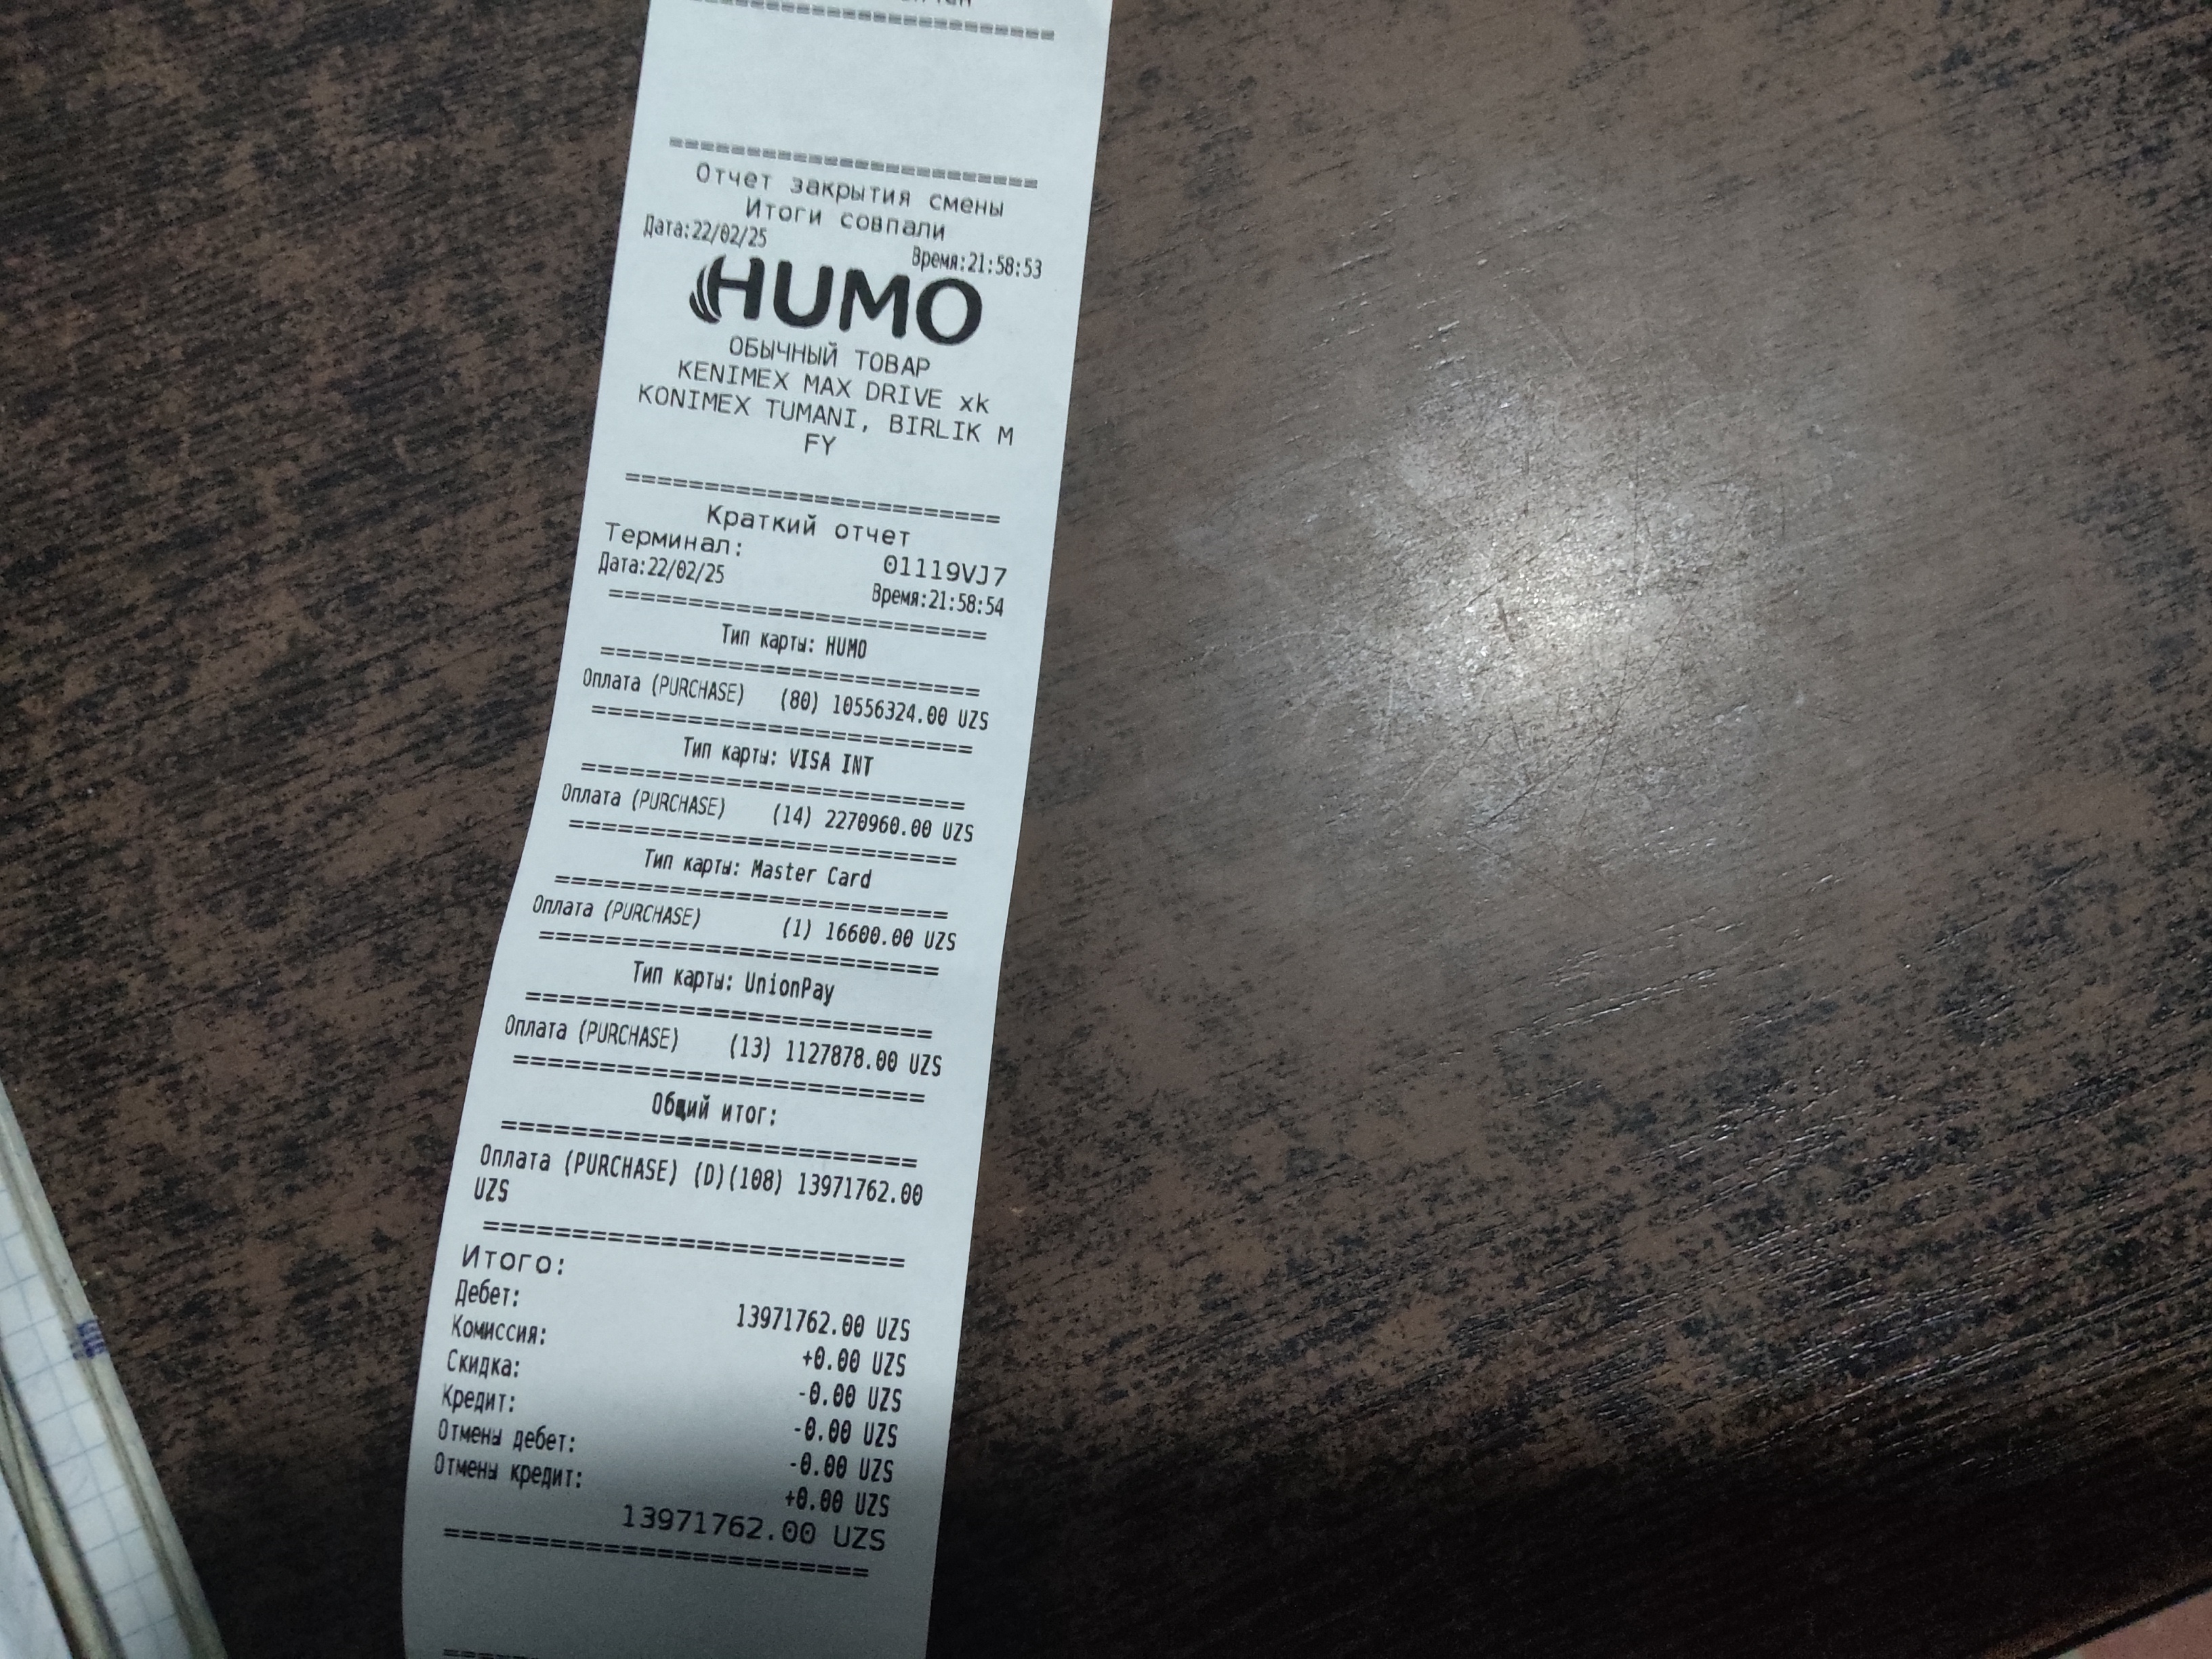 ========================
========================
Отчет закрытия смены
Итоги совпали
Дата:22/02/25 Время:21:58:53
HUMO
ОБЫЧНЫЙ ТОВАР
KENIMEX MAX DRIVE xk
KONIMEX TUMANI, BIRLIK M
FY
========================
Краткий отчет
Терминал: 01119VJ7
Дата:22/02/25 Время:21:58:54
========================
Тип карты: HUMO
========================
Оплата (PURCHASE) (80) 10556324.00 UZS
========================
Тип карты: VISA INT
========================
Оплата (PURCHASE) (14) 2270960.00 UZS
========================
Тип карты: Master Card
========================
Оплата (PURCHASE) (1) 16600.00 UZS
========================
Тип карты: UnionPay
========================
Оплата (PURCHASE) (13) 1127878.00 UZS
========================
Общий итог:
========================
Оплата (PURCHASE) (D)(108) 13971762.00
UZS
========================
Итого:
Дебет: 13971762.00 UZS
Комиссия: +0.00 UZS
Скидка: -0.00 UZS
Кредит: -0.00 UZS
Отмены дебет: -0.00 UZS
Отмены кредит: +0.00 UZS
13971762.00 UZS
========================